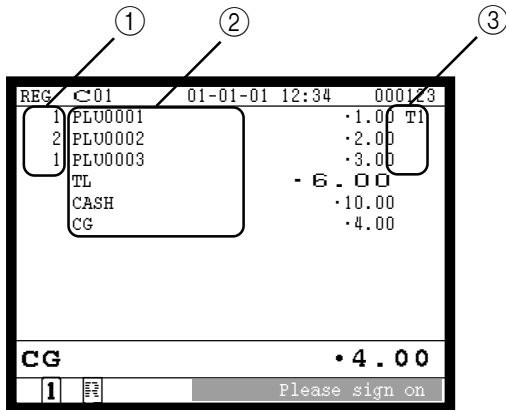 ① ② ③
REG C01 01-01-01 12:34 000123
1 PLU0001 ·1.00 T1
2 PLU0002 ·2.00
1 PLU0003 ·3.00
TL ·6.00
CASH ·10.00
CG ·4.00
CG ·4.00
1 R Please sign on